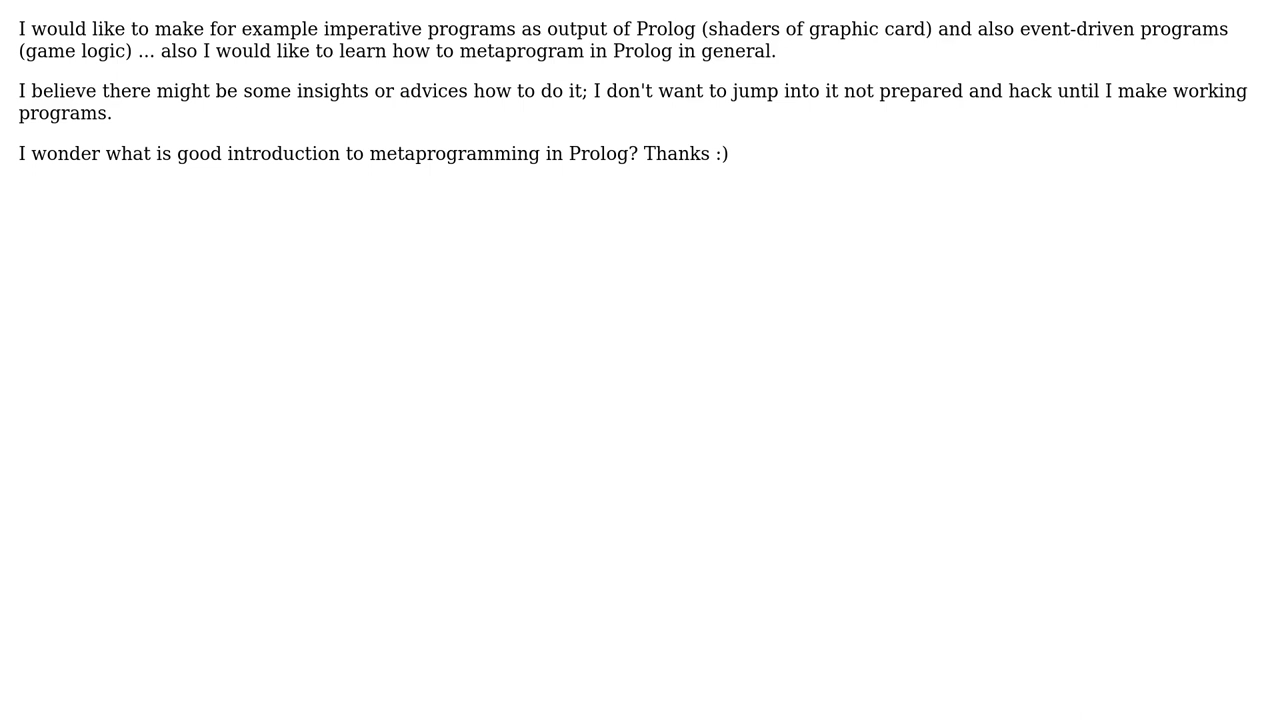 I would like to make for example imperative programs as output of Prolog (shaders of graphic card) and also event-driven programs
(game logic) ... also I would like to learn how to metaprogram in Prolog in general.
I believe there might be some insights or advices how to do it; I don't want to jump into it not prepared and hack until I make working
programs.
I wonder what is good introduction to metaprogramming in Prolog? Thanks :)